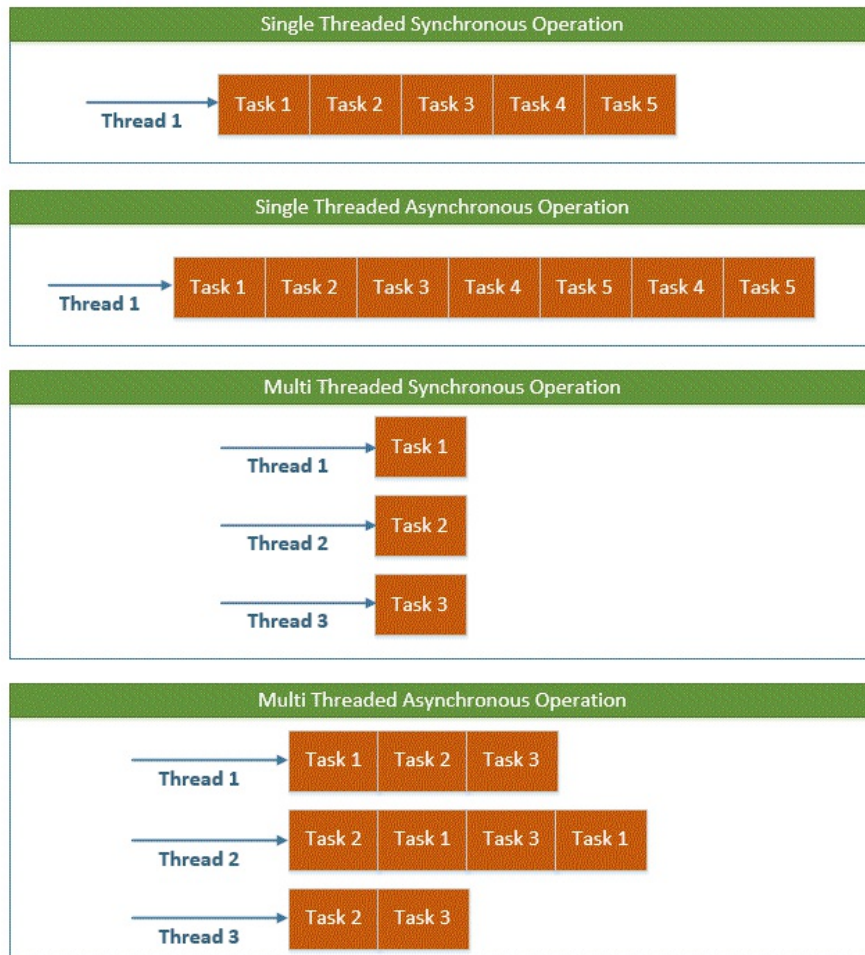 Single Threaded Synchronous Operation
Task 1 Task 2 Task 3 Task 4 Task 5
Thread 1
Single Threaded Asynchronous Operation
Task 1 Task 2 Task 3 Task 4 Task 5 Task 4 Task 5
Thread 1
Multi Threaded Synchronous Operation
Task 1
Thread 1
Task 2
Thread 2
Task 3
Thread 3
Multi Threaded Asynchronous Operation
Task 1 Task 2 Task 3
Thread 1
Task 2 Task 1 Task 3 Task 1
Thread 2
Task 2 Task 3
Thread 3